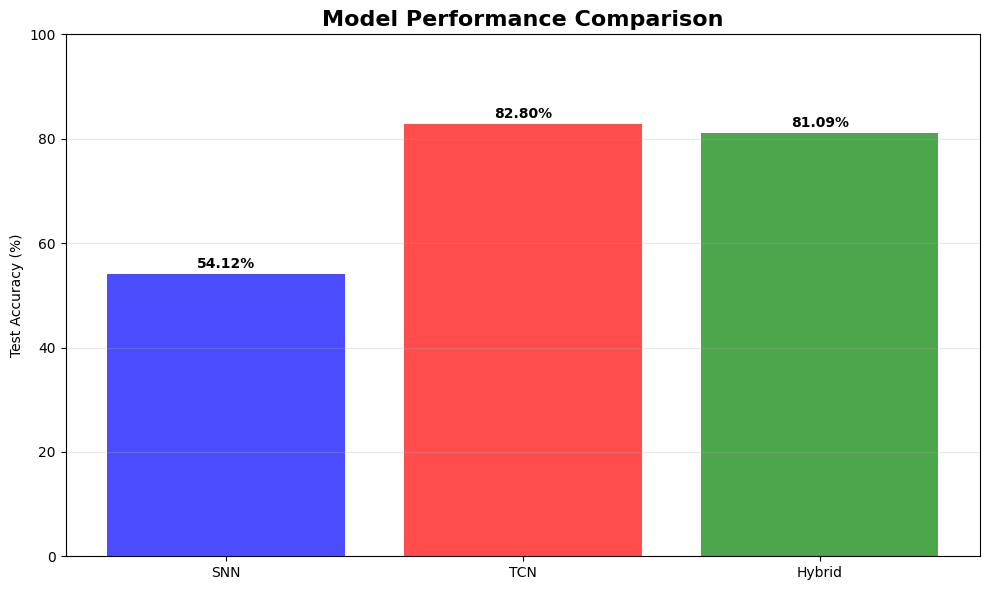 Model Performance Comparison
Test Accuracy (%)
100
80
60
40
20
0
54.12%
82.80%
81.09%
SNN
TCN
Hybrid